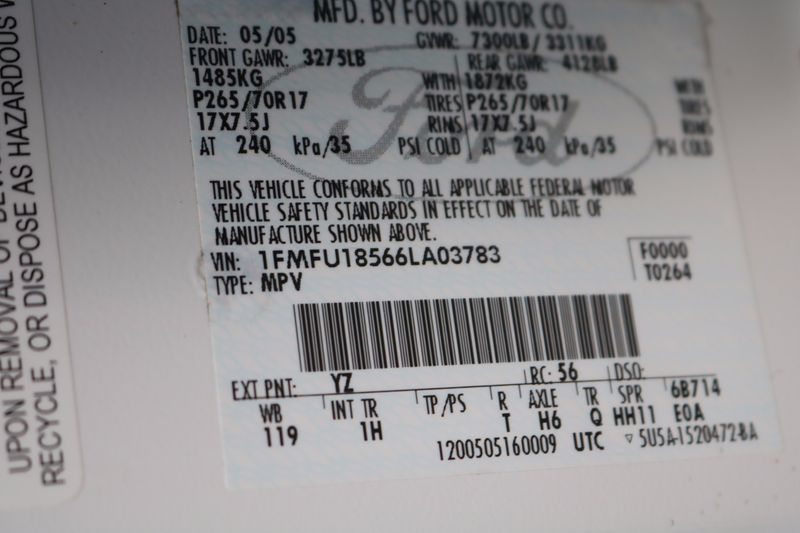 MFD. BY FORD MOTOR CO.
DATE: 05/05 GVWR: 7300LB / 3311KG
FRONT GAWR: 3275LB REAR GAWR: 4128LB
1485KG WITH 1872KG WITH
P265/70R17 TIRES P265/70R17 TIRES
17X7.5J RIMS 17X7.5J RIMS
AT 240 kPa/35 PSI COLD AT 240 kPa/35 PSI COLD
Ford
THIS VEHICLE CONFORMS TO ALL APPLICABLE FEDERAL MOTOR
VEHICLE SAFETY STANDARDS IN EFFECT ON THE DATE OF
MANUFACTURE SHOWN ABOVE.
VIN: 1FMFU18566LA03783 F0000
TYPE: MPV T0264
EXT PNT: YZ RC: 56 DSO:
WB INT TR TP/PS R AXLE TR SPR 6B714
119 1H T H6 Q HH11 E0A
1200505160009 UTC ▽ 5U5A-1520472-BA
UPON REMOVAL OF
RECYCLE, OR DISPOSE AS HAZARDOUS